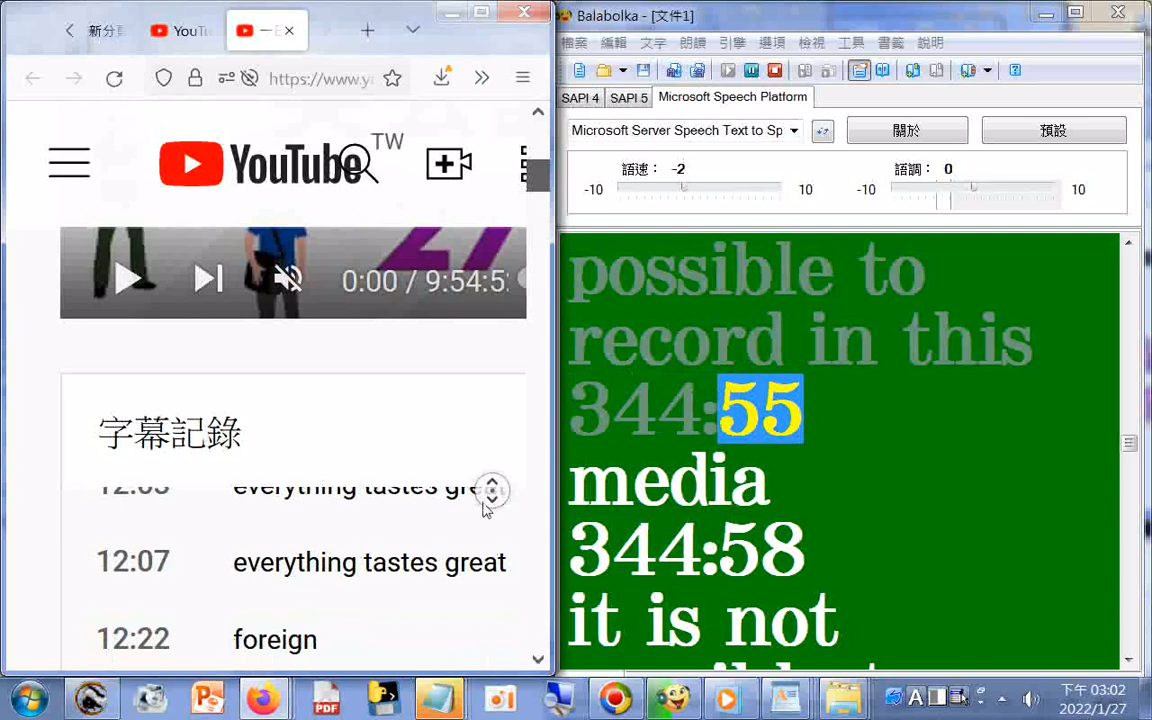 YouTube
https://www.y
YouTube
TW
27
0:00 / 9:54:5
字幕記錄
12:03 everything tastes great
12:07 everything tastes great
12:22 foreign
Balabolka - [文件1]
檔案 編輯 文字 朗讀 引擎 選項 檢視 工具 書籤 說明
SAPI 4 SAPI 5 Microsoft Speech Platform
Microsoft Server Speech Text to Sp 關於 預設
語速： -2 語調： 0
-10 10 -10 10
possible to
record in this
344:55
media
344:58
it is not
PDF
A
下午 03:02
2022/1/27